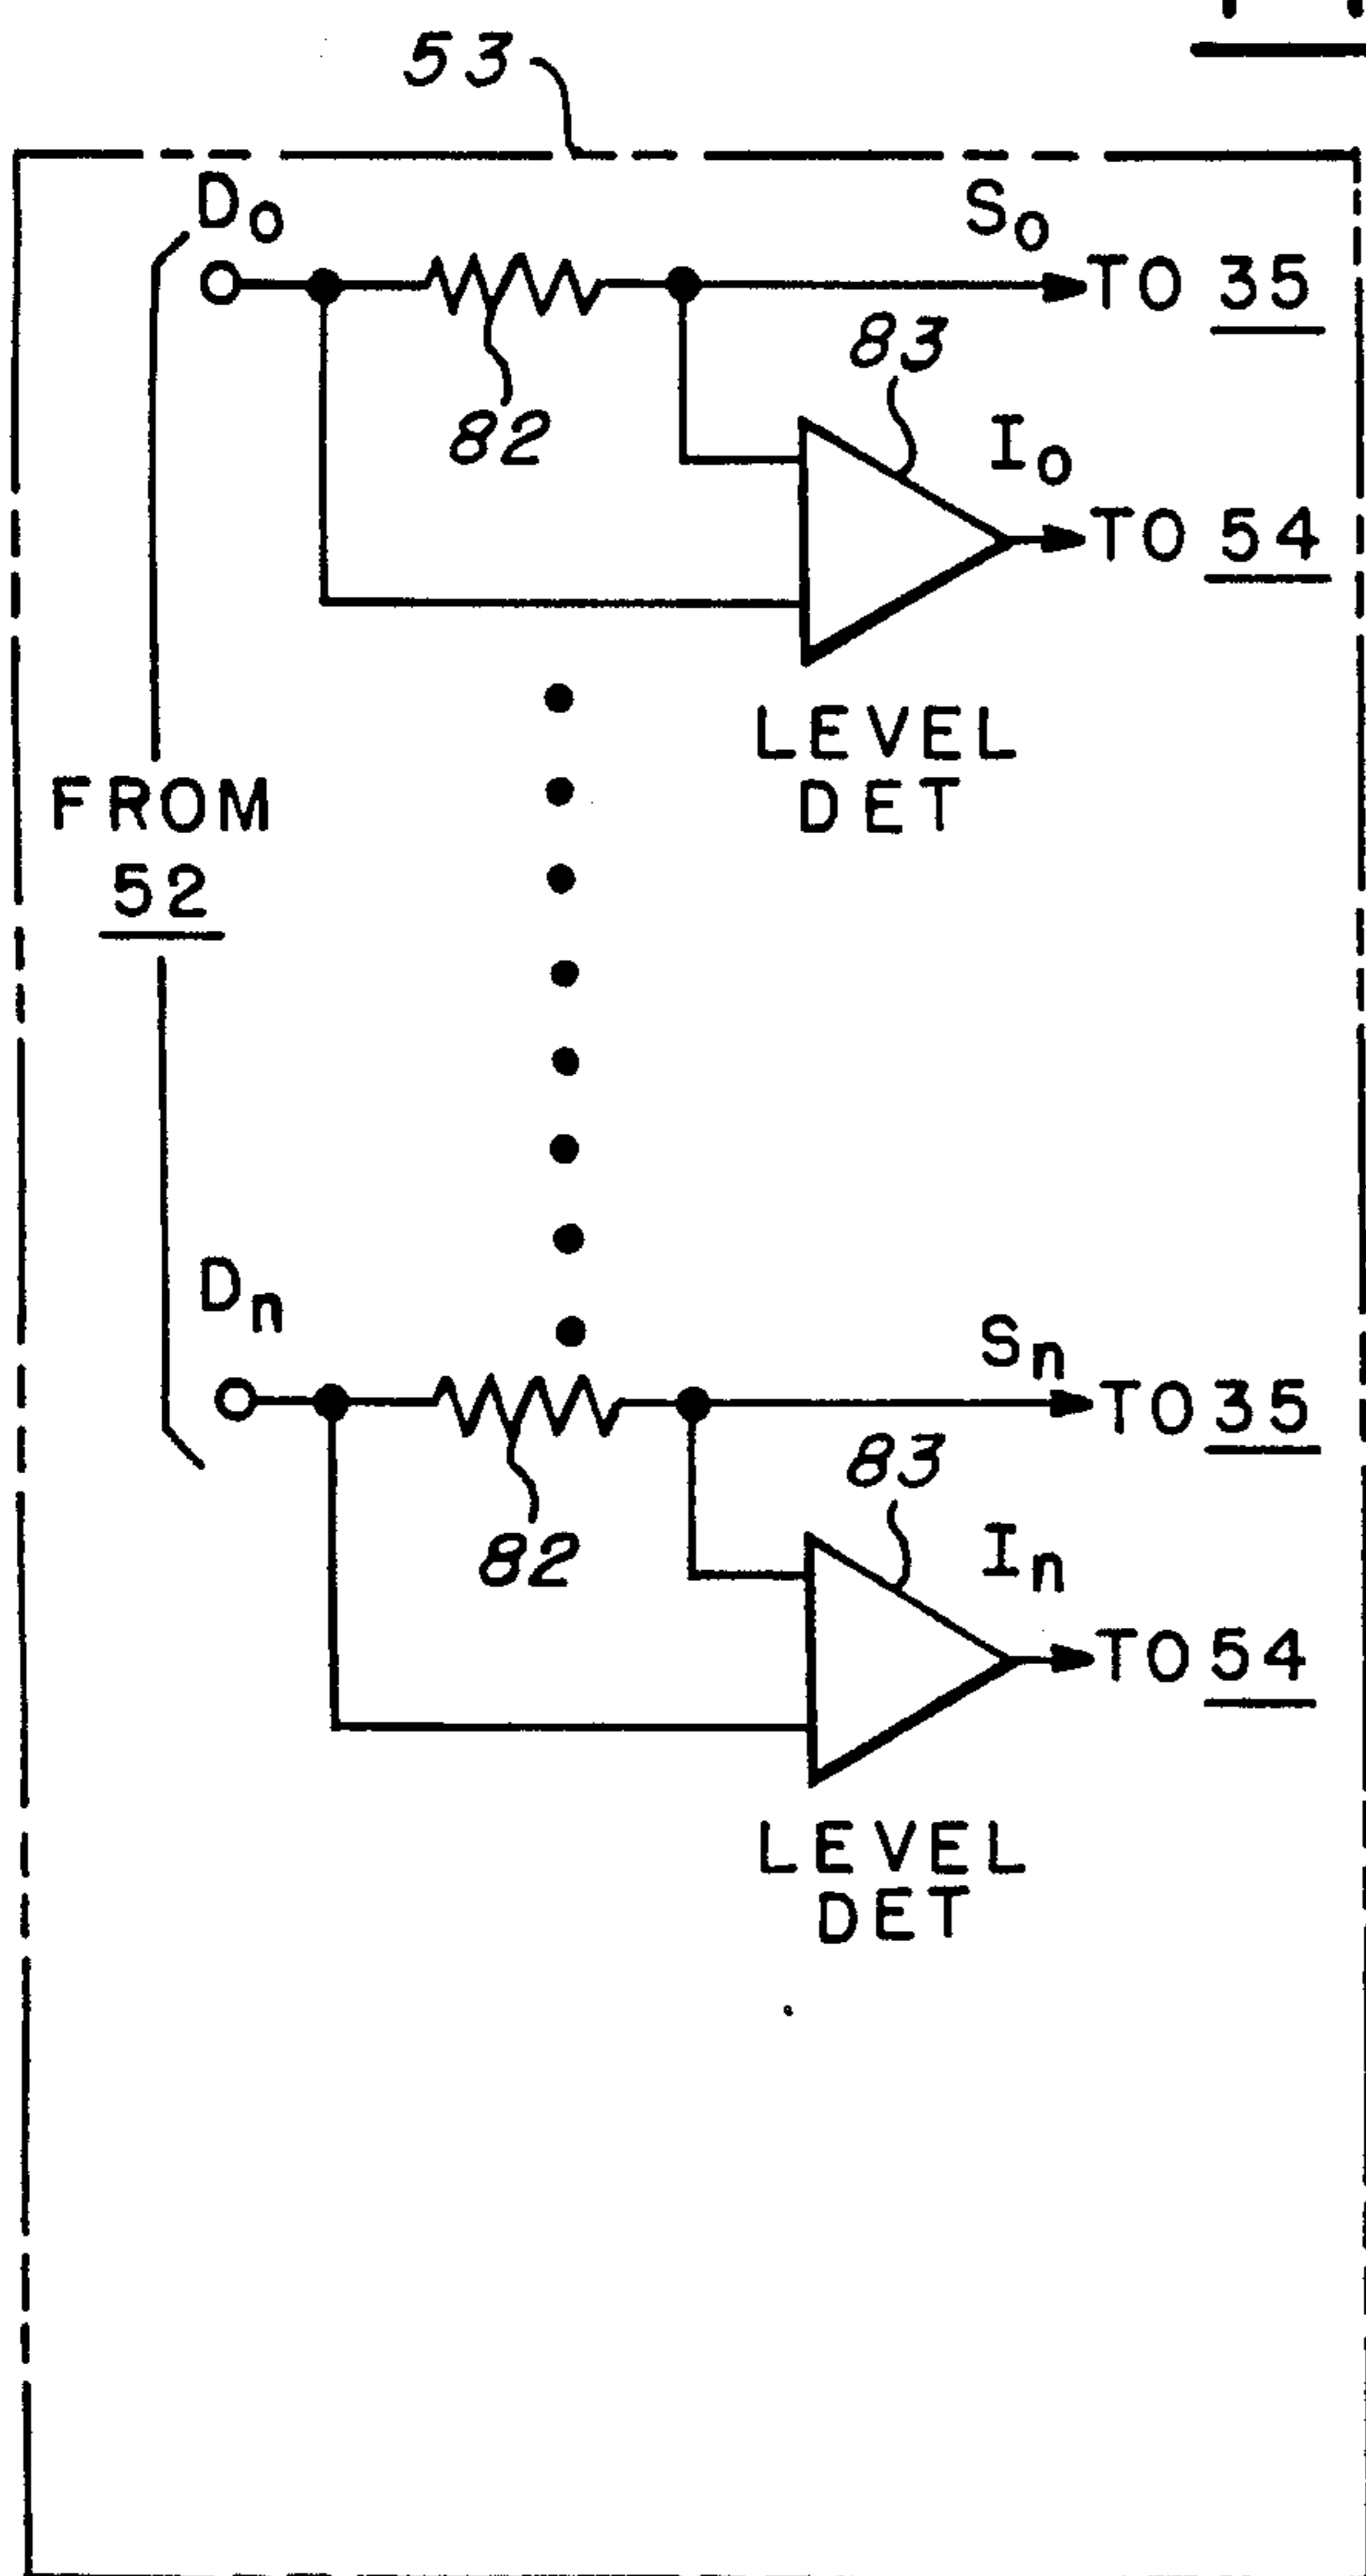 53
D₀
S₀
TO 35
82
83
I₀
TO 54
LEVEL
DET
FROM
52
Dₙ
Sₙ
TO 35
82
83
Iₙ
TO 54
LEVEL
DET